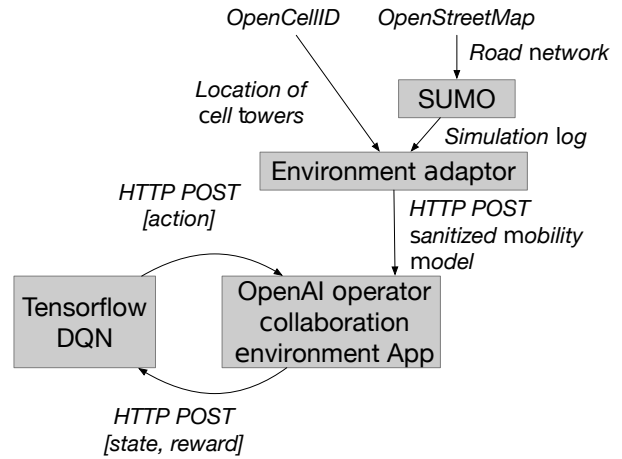 OpenCellID
OpenStreetMap
Road network
Location of
cell towers
SUMO
Simulation log
Environment adaptor
HTTP POST
[action]
HTTP POST
sanitized mobility
model
Tensorflow
DQN
OpenAI operator
collaboration
environment App
HTTP POST
[state, reward]